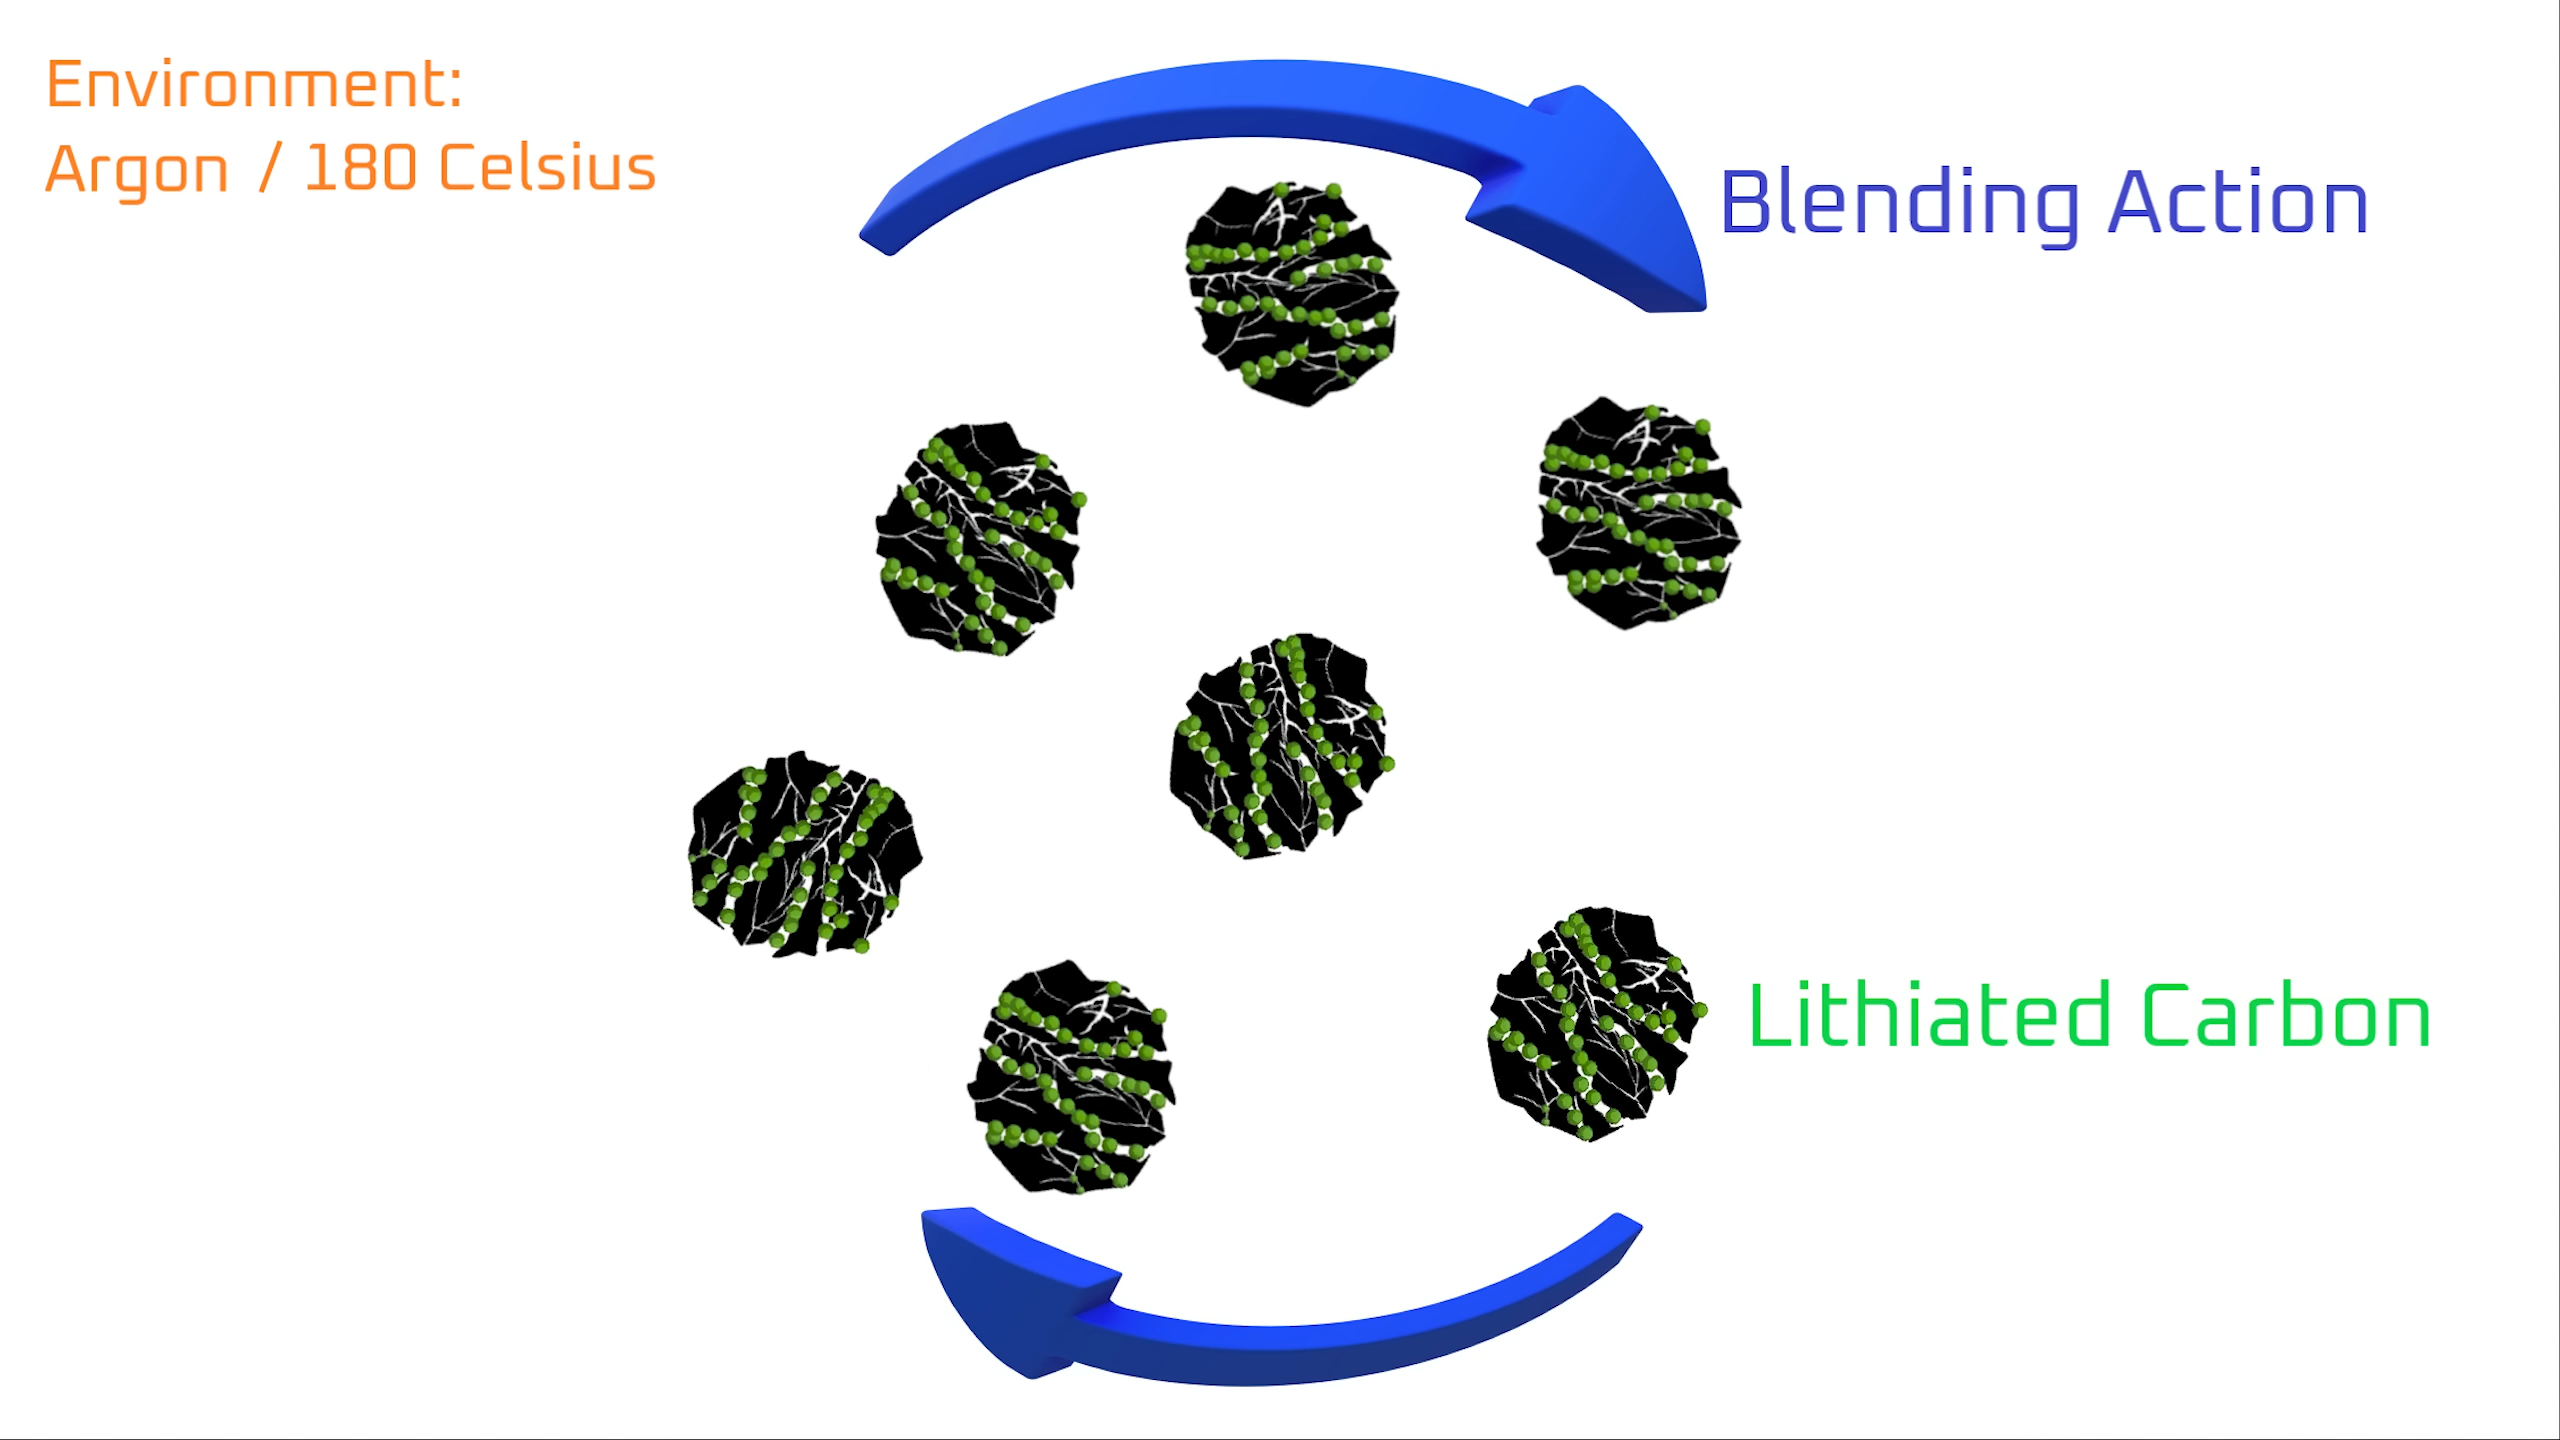 Environment:
Argon / 180 Celsius
Blending Action
Lithiated Carbon